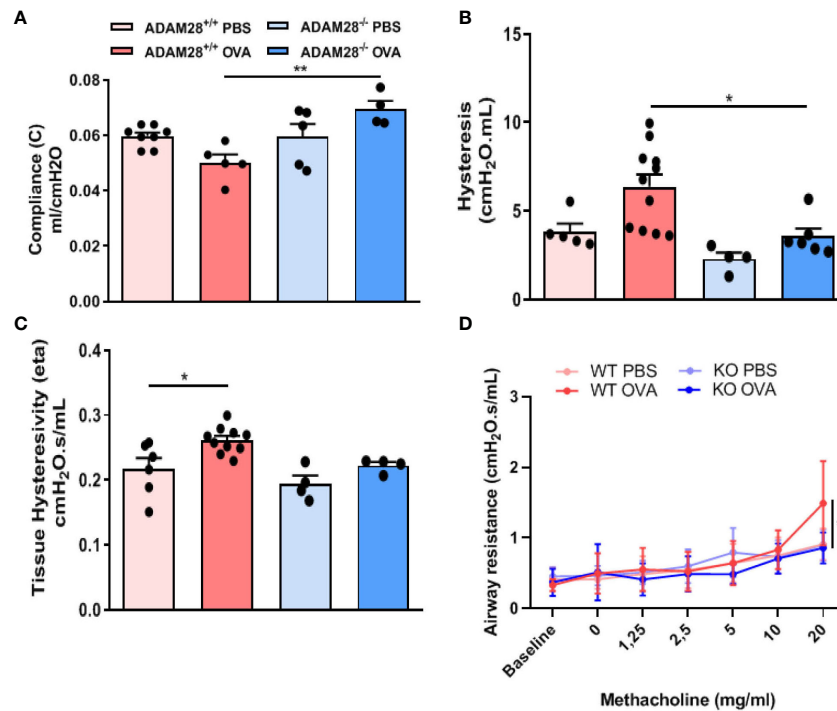 A
ADAM28+/+ PBS
ADAM28-/- PBS
ADAM28+/+ OVA
ADAM28-/- OVA
Compliance (C)
ml/cmH2O
0.08
0.06
0.04
0.02
0.00
**
B
Hysteresis
(cmH₂O.mL)
15
10
5
0
*
C
Tissue Hysteresivity (eta)
cmH₂O.s/mL
0.4
0.3
0.2
0.1
0.0
*
D
WT PBS
KO PBS
WT OVA
KO OVA
Airway resistance (cmH₂O.s/mL)
3
2
1
0
Baseline
0
1,25
2,5
5
10
20
Methacholine (mg/ml)